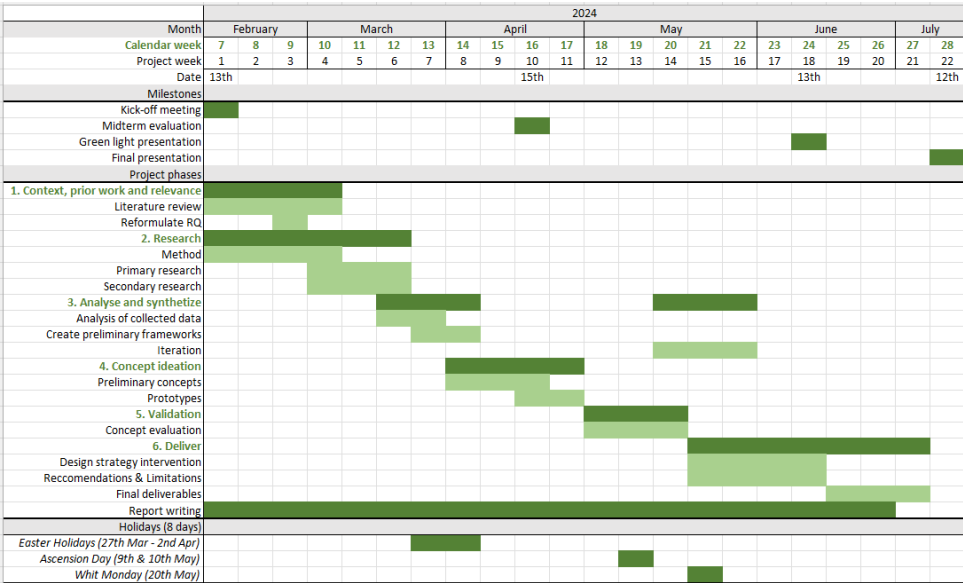 2024
Month February March April May June July
Calendar week 7 8 9 10 11 12 13 14 15 16 17 18 19 20 21 22 23 24 25 26 27 28
Project week 1 2 3 4 5 6 7 8 9 10 11 12 13 14 15 16 17 18 19 20 21 22
Date 13th 15th 13th 12th
Milestones
Kick-off meeting
Midterm evaluation
Green light presentation
Final presentation
Project phases
1. Context, prior work and relevance
Literature review
Reformulate RQ
2. Research
Method
Primary research
Secondary research
3. Analyse and synthetize
Analysis of collected data
Create preliminary frameworks
Iteration
4. Concept ideation
Preliminary concepts
Prototypes
5. Validation
Concept evaluation
6. Deliver
Design strategy intervention
Reccomendations & Limitations
Final deliverables
Report writing
Holidays (8 days)
Easter Holidays (27th Mar - 2nd Apr)
Ascension Day (9th & 10th May)
Whit Monday (20th May)